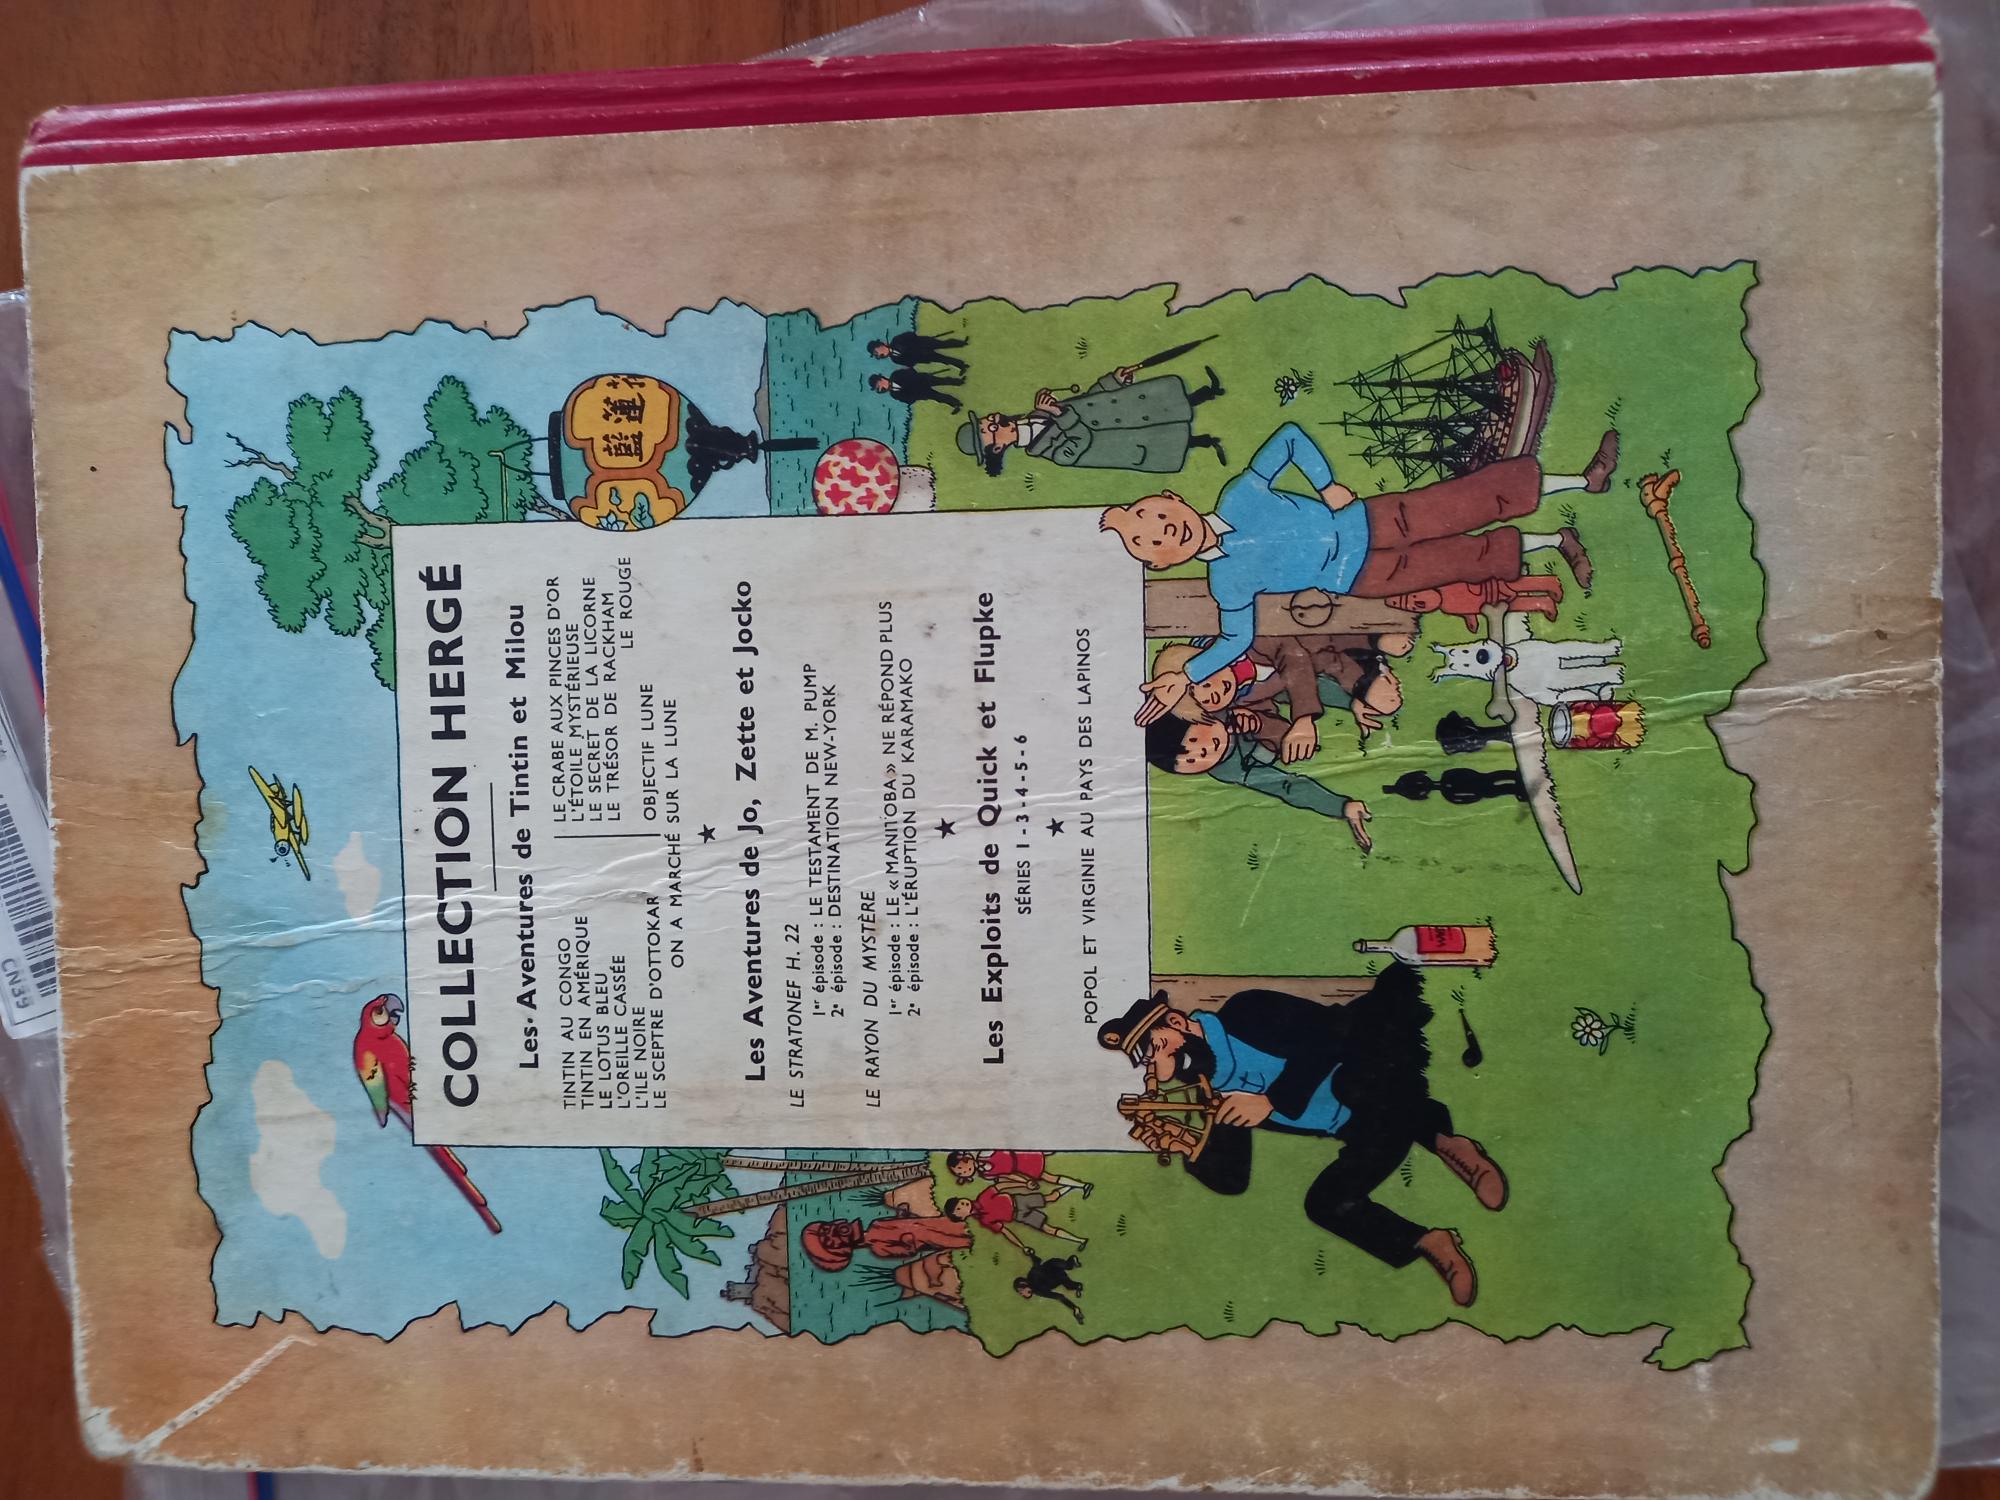 COLLECTION HERGÉ
Les Aventures de Tintin et Milou
TINTIN AU CONGO
TINTIN EN AMÉRIQUE
LE LOTUS BLEU
L'OREILLE CASSÉE
L'ILE NOIRE
LE SCEPTRE D'OTTOKAR
LE CRABE AUX PINCES D'OR
L'ÉTOILE MYSTÉRIEUSE
LE SECRET DE LA LICORNE
LE TRÉSOR DE RACKHAM
LE ROUGE
OBJECTIF LUNE
ON A MARCHÉ SUR LA LUNE
★
Les Aventures de Jo, Zette et Jocko
LE STRATONEF H. 22
1er épisode : LE TESTAMENT DE M. PUMP
2e épisode : DESTINATION NEW-YORK
LE RAYON DU MYSTÈRE
1er épisode : LE « MANITOBA » NE RÉPOND PLUS
2e épisode : L'ÉRUPTION DU KARAMAKO
★
Les Exploits de Quick et Flupke
SÉRIES 1 - 3 - 4 - 5 - 6
★
POPOL ET VIRGINIE AU PAYS DES LAPINOS
CN39